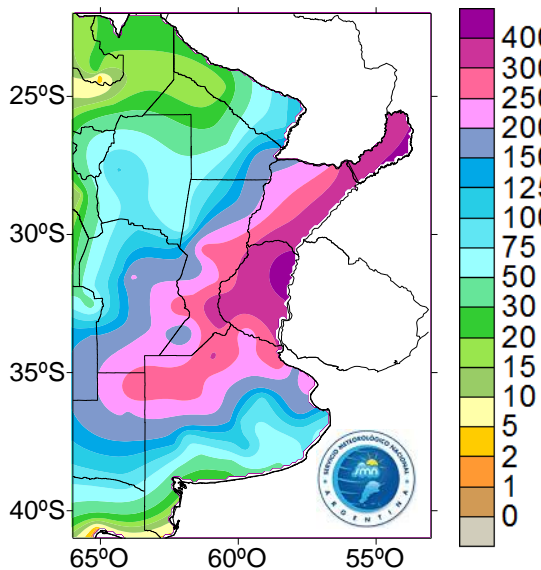 25ºS
30ºS
35ºS
40ºS
65ºO
60ºO
55ºO
400
300
250
200
150
125
100
75
50
30
20
15
10
5
2
1
0
SERVICIO METEOROLÓGICO NACIONAL
smn
ARGENTINA